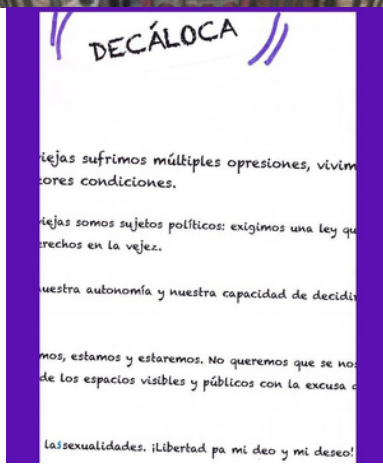 DECÁLOCA
iejas sufrimos múltiples opresiones, vivim
ores condiciones.
iejas somos sujetos políticos: exigimos una ley qu
rechos en la vejez.
uestra autonomía y nuestra capacidad de decidir
mos, estamos y estaremos. No queremos que se nos
de los espacios visibles y públicos con la excusa d
lassexualidades. ¡Libertad pa mi deo y mi deseo!